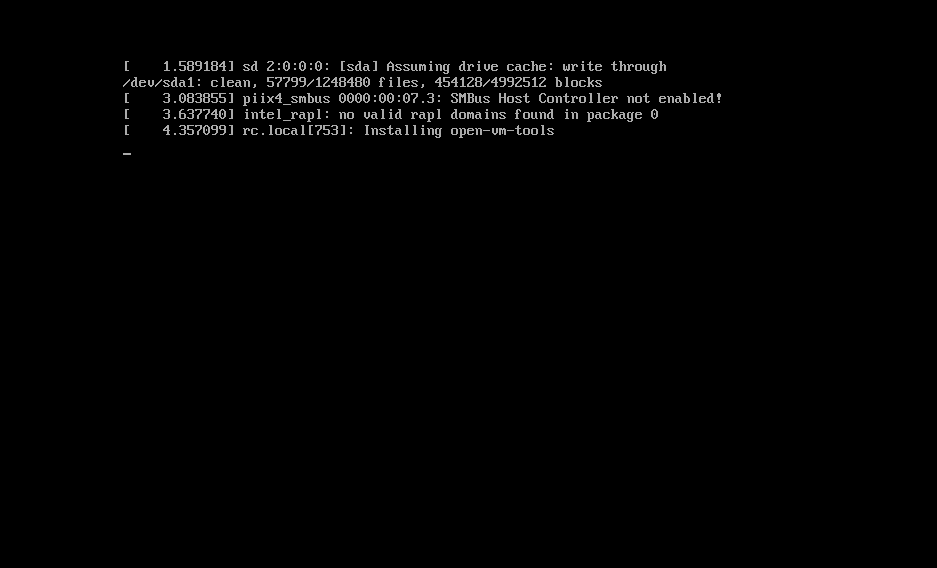 [    1.589184] sd 2:0:0:0: [sda] Assuming drive cache: write through
/dev/sda1: clean, 57799/1248480 files, 454128/4992512 blocks
[    3.083855] piix4_smbus 0000:00:07.3: SMBus Host Controller not enabled!
[    3.637740] intel_rapl: no valid rapl domains found in package 0
[    4.357099] rc.local[753]: Installing open-vm-tools
_